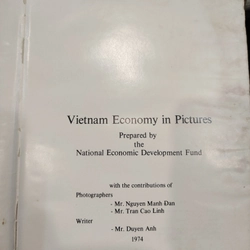 Vietnam Economy in Pictures
Prepared by
the
National Economic Development Fund
with the contributions of
Photographers
- Mr. Nguyen Manh Dan
- Mr. Tran Cao Linh
Writer
- Mr. Duyen Anh
1974